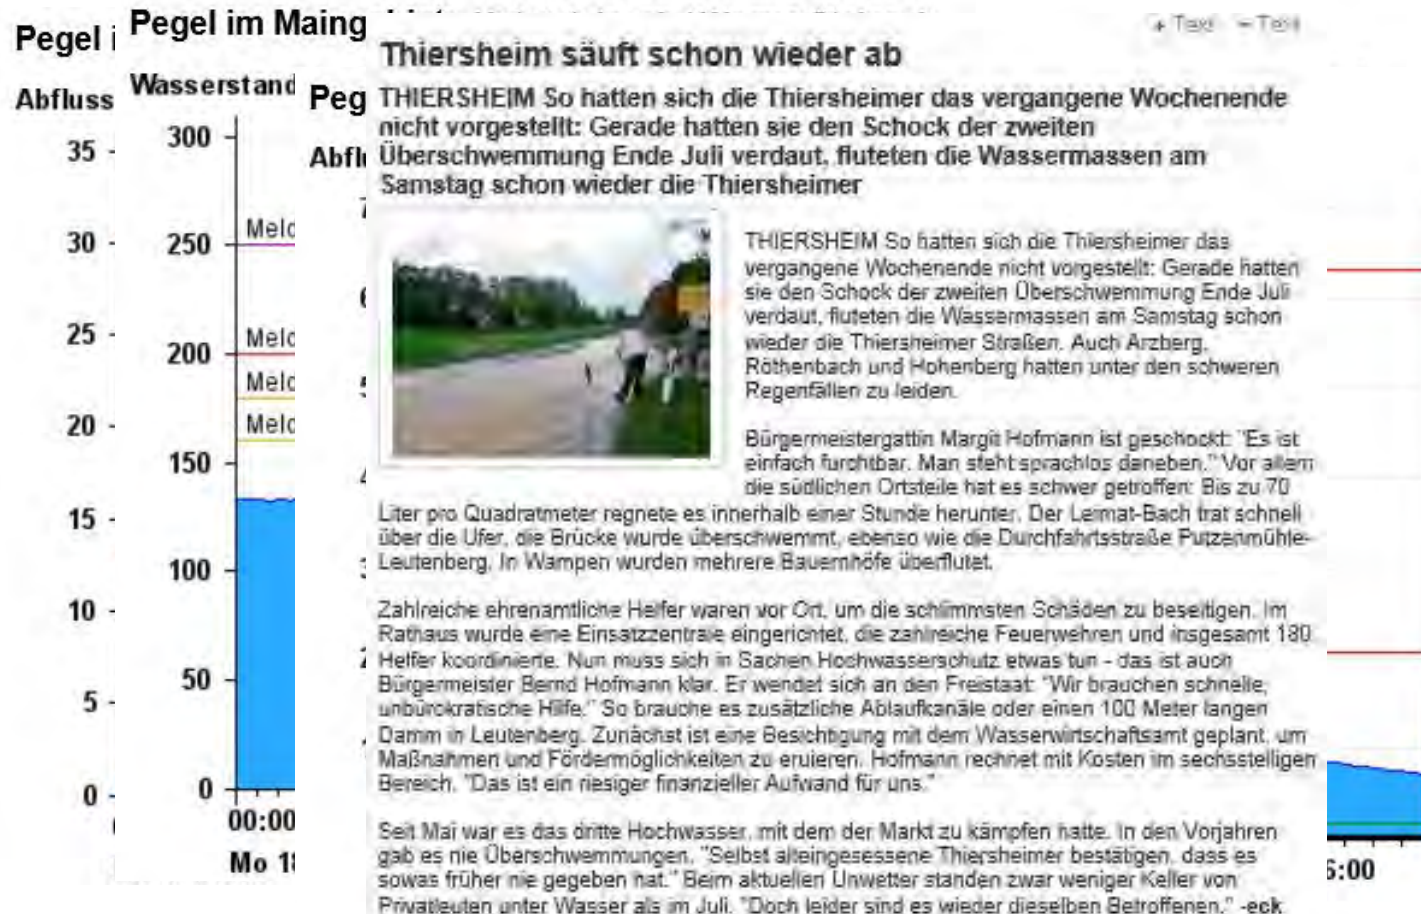 Pegel i
Abfluss
35
30
25
20
15
10
5
0
Pegel im Maing
Wasserstand
300
250
200
150
100
50
0
Meld
Meld
Meld
Meld
00:00
Mo 18
Peg
Abflu
7
6
5
4
3
2
1
+ Text − Text
Thiersheim säuft schon wieder ab
THIERSHEIM So hatten sich die Thiersheimer das vergangene Wochenende
nicht vorgestellt: Gerade hatten sie den Schock der zweiten
Überschwemmung Ende Juli verdaut, fluteten die Wassermassen am
Samstag schon wieder die Thiersheimer
THIERSHEIM So hatten sich die Thiersheimer das
vergangene Wochenende nicht vorgestellt: Gerade hatten
sie den Schock der zweiten Überschwemmung Ende Juli
verdaut, fluteten die Wassermassen am Samstag schon
wieder die Thiersheimer Straßen. Auch Arzberg,
Röthenbach und Hohenberg hatten unter den schweren
Regenfällen zu leiden.
Bürgermeistergattin Margit Hofmann ist geschockt: "Es ist
einfach furchtbar. Man steht sprachlos daneben." Vor allem
die südlichen Ortsteile hat es schwer getroffen: Bis zu 70
Liter pro Quadratmeter regnete es innerhalb einer Stunde herunter. Der Leimat-Bach trat schnell
über die Ufer, die Brücke wurde überschwemmt, ebenso wie die Durchfahrtsstraße Putzenmühle-
Leutenberg. In Wampen wurden mehrere Bauernhöfe überflutet.
Zahlreiche ehrenamtliche Helfer waren vor Ort, um die schlimmsten Schäden zu beseitigen. Im
Rathaus wurde eine Einsatzzentrale eingerichtet, die zahlreiche Feuerwehren und insgesamt 180
Helfer koordinierte. Nun muss sich in Sachen Hochwasserschutz etwas tun - das ist auch
Bürgermeister Bernd Hofmann klar. Er wendet sich an den Freistaat: "Wir brauchen schnelle,
unbürokratische Hilfe." So brauche es zusätzliche Ablaufkanäle oder einen 100 Meter langen
Damm in Leutenberg. Zunächst ist eine Besichtigung mit dem Wasserwirtschaftsamt geplant, um
Maßnahmen und Fördermöglichkeiten zu eruieren. Hofmann rechnet mit Kosten im sechsstelligen
Bereich. "Das ist ein riesiger finanzieller Aufwand für uns."
Seit Mai war es das dritte Hochwasser, mit dem der Markt zu kämpfen hatte. In den Vorjahren
gab es nie Überschwemmungen. "Selbst alteingesessene Thiersheimer bestätigen, dass es
sowas früher nie gegeben hat." Beim aktuellen Unwetter standen zwar weniger Keller von
Privatleuten unter Wasser als im Juli. "Doch leider sind es wieder dieselben Betroffenen." -eck
6:00